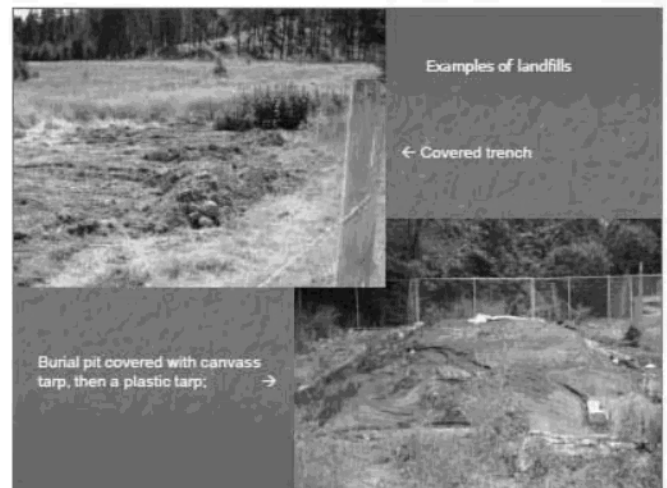 Examples of landfills
← Covered trench
Burial pit covered with canvass
tarp, then a plastic tarp; →